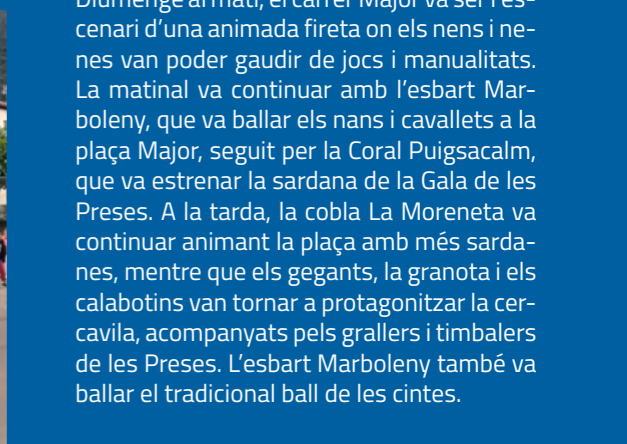 Diumenge al matí, el carrer Major va ser l’es-
cenari d’una animada fireta on els nens i ne-
nes van poder gaudir de jocs i manualitats.
La matinal va continuar amb l’esbart Mar-
boleny, que va ballar els nans i cavallets a la
plaça Major, seguit per la Coral Puigsacalm,
que va estrenar la sardana de la Gala de les
Preses. A la tarda, la cobla La Moreneta va
continuar animant la plaça amb més sarda-
nes, mentre que els gegants, la granota i els
calabotins van tornar a protagonitzar la cer-
cavila, acompanyats pels grallers i timbalers
de les Preses. L’esbart Marboleny també va
ballar el tradicional ball de les cintes.